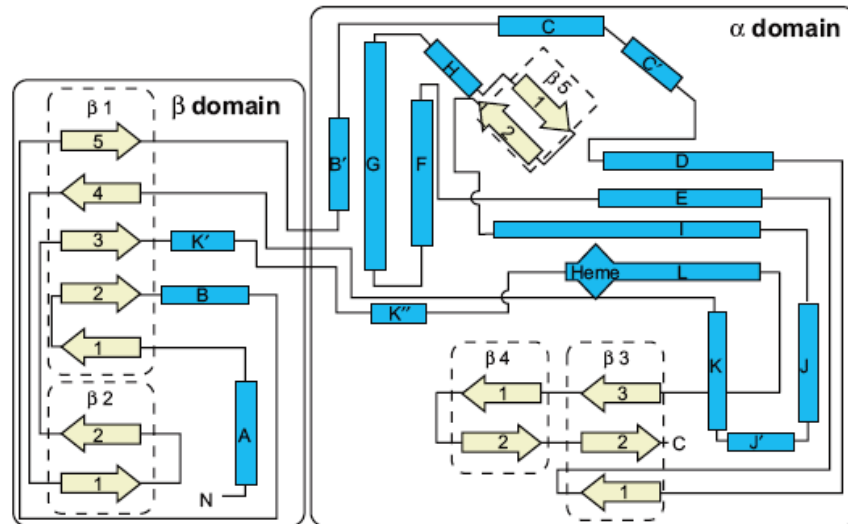 α domain
C
C′
H
β 5
1
2
B′
G
F
D
E
I
Heme
L
K″
K
J
J′
β 4
1
2
β 3
3
2
C
1
β domain
β 1
5
4
3
K′
2
B
1
β 2
2
1
A
N